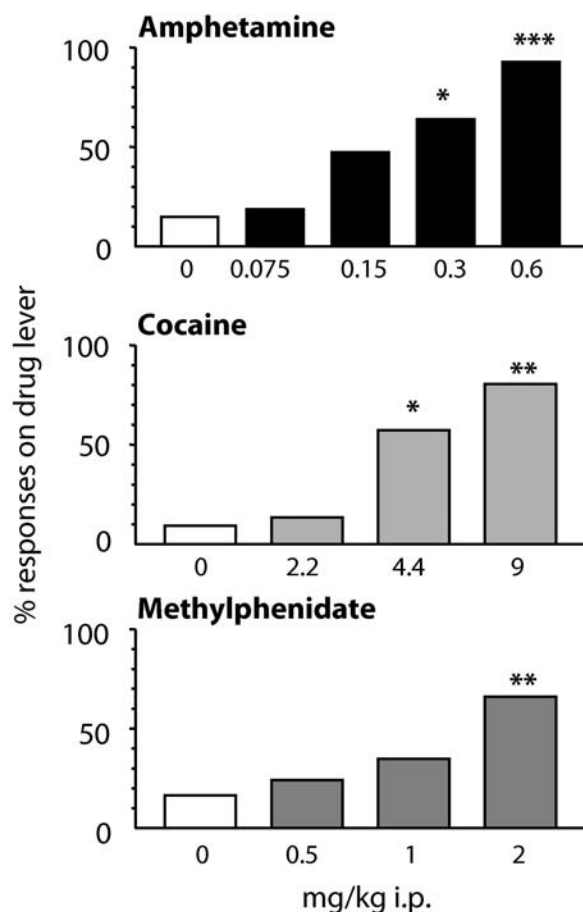 Amphetamine
100
50
0
* ***
0 0.075 0.15 0.3 0.6
Cocaine
100
50
0
* **
0 2.2 4.4 9
Methylphenidate
100
50
0
**
0 0.5 1 2
mg/kg i.p.
% responses on drug lever